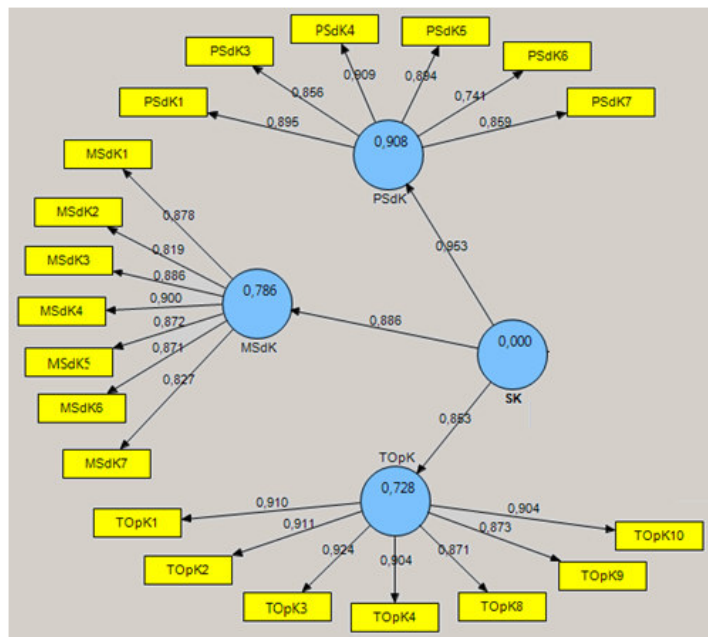 PSdK4
PSdK5
PSdK3
PSdK6
PSdK1
PSdK7
0,909
0,894
0,856
0,741
0,895
0,859
0,908
PSdK
MSdK1
MSdK2
MSdK3
MSdK4
MSdK5
MSdK6
MSdK7
0,878
0,819
0,886
0,900
0,872
0,871
0,827
0,786
MSdK
0,953
0,886
0,000
SK
0,853
TOpK
0,728
0,910
0,911
0,924
0,904
0,871
0,873
0,904
TOpK1
TOpK2
TOpK3
TOpK4
TOpK8
TOpK9
TOpK10